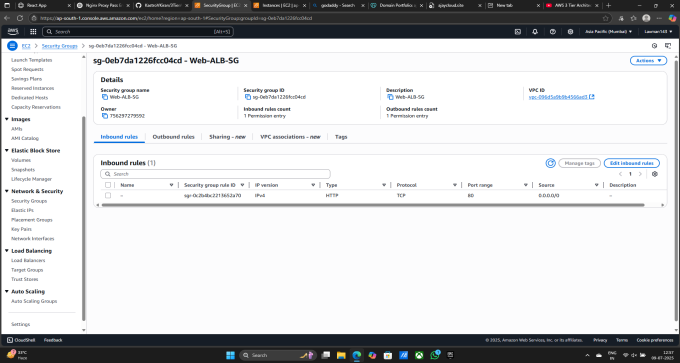 React App
Nginx Proxy Pass E
KastroVKiran/3Tierc
SecurityGroup | EC2
Instances | EC2 | ap
godaddy - Search
Domain Portfolio
ajaycloud.site
New tab
AWS 3 Tier Archite
https://ap-south-1.console.aws.amazon.com/ec2/home?region=ap-south-1#SecurityGroup:groupId=sg-0eb7da1226fcc04cd
aws
Search
[Alt+S]
Asia Pacific (Mumbai)
EC2
Security Groups
sg-0eb7da1226fcc04cd - Web-ALB-SG
Launch Templates
Spot Requests
Savings Plans
Reserved Instances
Dedicated Hosts
Capacity Reservations
Images
AMIs
AMI Catalog
Elastic Block Store
Volumes
Snapshots
Lifecycle Manager
Network & Security
Security Groups
Elastic IPs
Placement Groups
Key Pairs
Network Interfaces
Load Balancing
Load Balancers
Target Groups
Trust Stores
Auto Scaling
Auto Scaling Groups
Settings
sg-0eb7da1226fcc04cd - Web-ALB-SG
Actions
Details
Security group name
Web-ALB-SG
Security group ID
sg-0eb7da1226fcc04cd
Description
Web-ALB-SG
VPC ID
Owner
756287279592
Inbound rules count
1 Permission entry
Outbound rules count
1 Permission entry
Inbound rules
Outbound rules
Sharing - new
VPC associations - new
Tags
Inbound rules (1)
Manage tags
Edit inbound rules
Search
1
Name
Security group rule ID
IP version
Type
Protocol
Port range
Source
Description
–
sgr-0c2b4bc2213652a70
IPv4
HTTP
TCP
80
0.0.0.0/0
–
CloudShell
Feedback
© 2025, Amazon Web Services, Inc. or its affiliates.
Privacy
Terms
Cookie preferences
33°C
Haze
Search
ENG
IN
12:57
09-07-2025